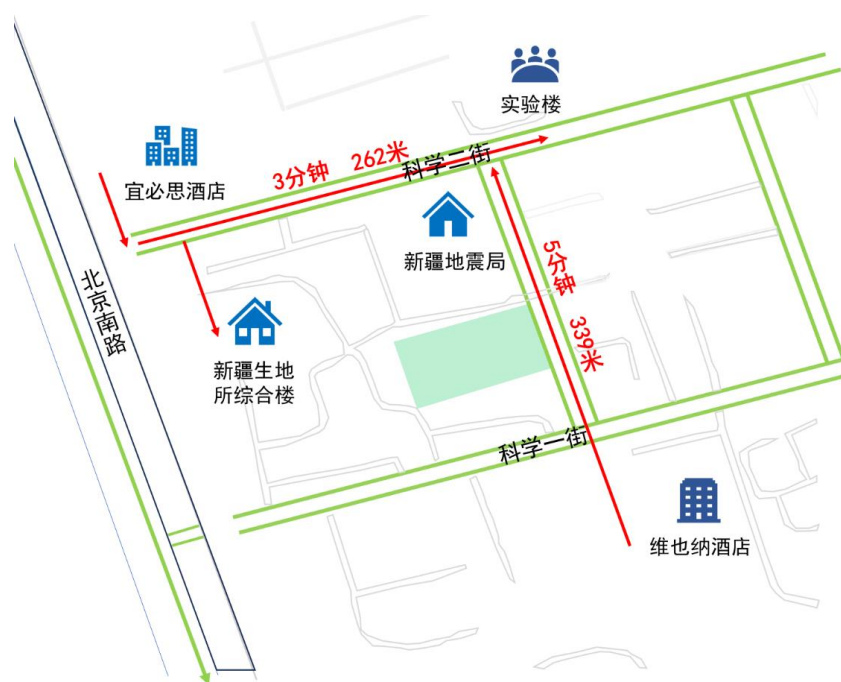 实验楼
3分钟 262米
科学二街
宜必思酒店
新疆地震局
5分钟 339米
北京南路
新疆生地
所综合楼
科学一街
维也纳酒店